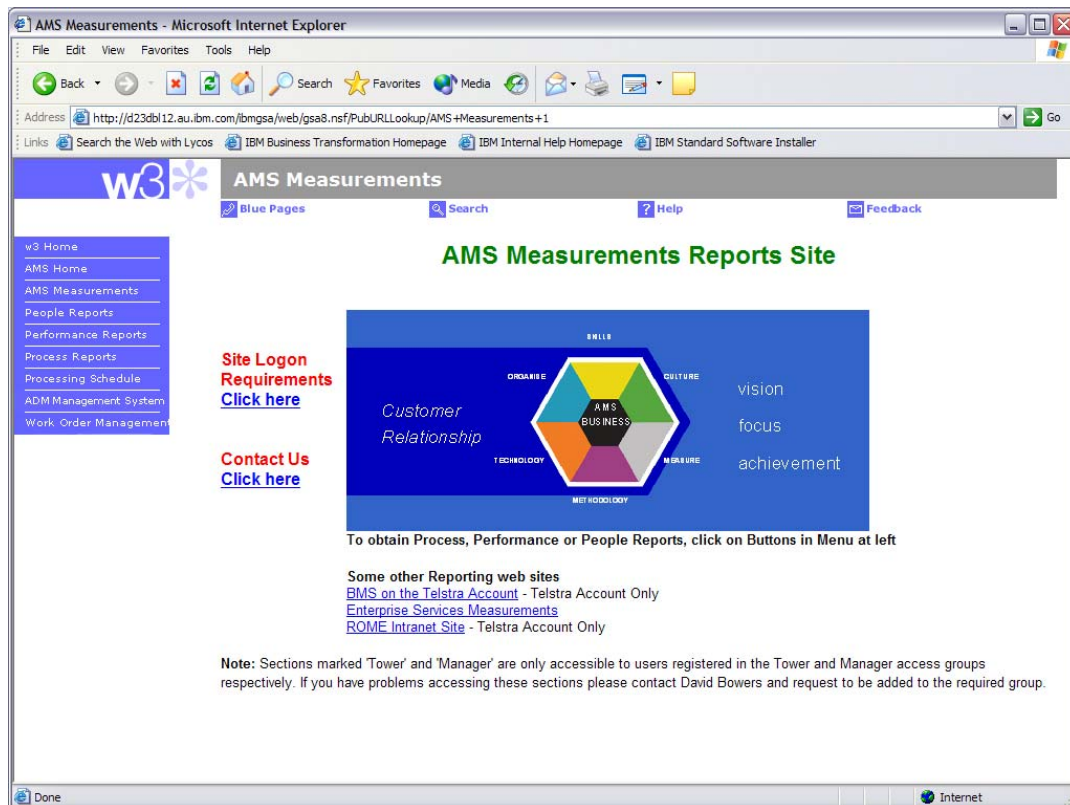 AMS Measurements - Microsoft Internet Explorer
File Edit View Favorites Tools Help
Back Search Favorites Media
Address http://d23dbl12.au.ibm.com/ibmgsa/web/gsa8.nsf/PubURLLookup/AMS+Measurements+1 Go
Links Search the Web with Lycos IBM Business Transformation Homepage IBM Internal Help Homepage IBM Standard Software Installer
w3 AMS Measurements
Blue Pages Search ? Help Feedback
w3 Home
AMS Home
AMS Measurements
People Reports
Performance Reports
Process Reports
Processing Schedule
ADM Management System
Work Order Management
AMS Measurements Reports Site
Site Logon
Requirements
Click here
Contact Us
Click here
Customer
Relationship
SKILLS
ORGANISE CULTURE
AMS
BUSINESS
TECHNOLOGY MEASURE
METHODOLOGY
vision
focus
achievement
To obtain Process, Performance or People Reports, click on Buttons in Menu at left
Some other Reporting web sites
BMS on the Telstra Account - Telstra Account Only
Enterprise Services Measurements
ROME Intranet Site - Telstra Account Only
Note: Sections marked 'Tower' and 'Manager' are only accessible to users registered in the Tower and Manager access groups
respectively. If you have problems accessing these sections please contact David Bowers and request to be added to the required group.
Done Internet